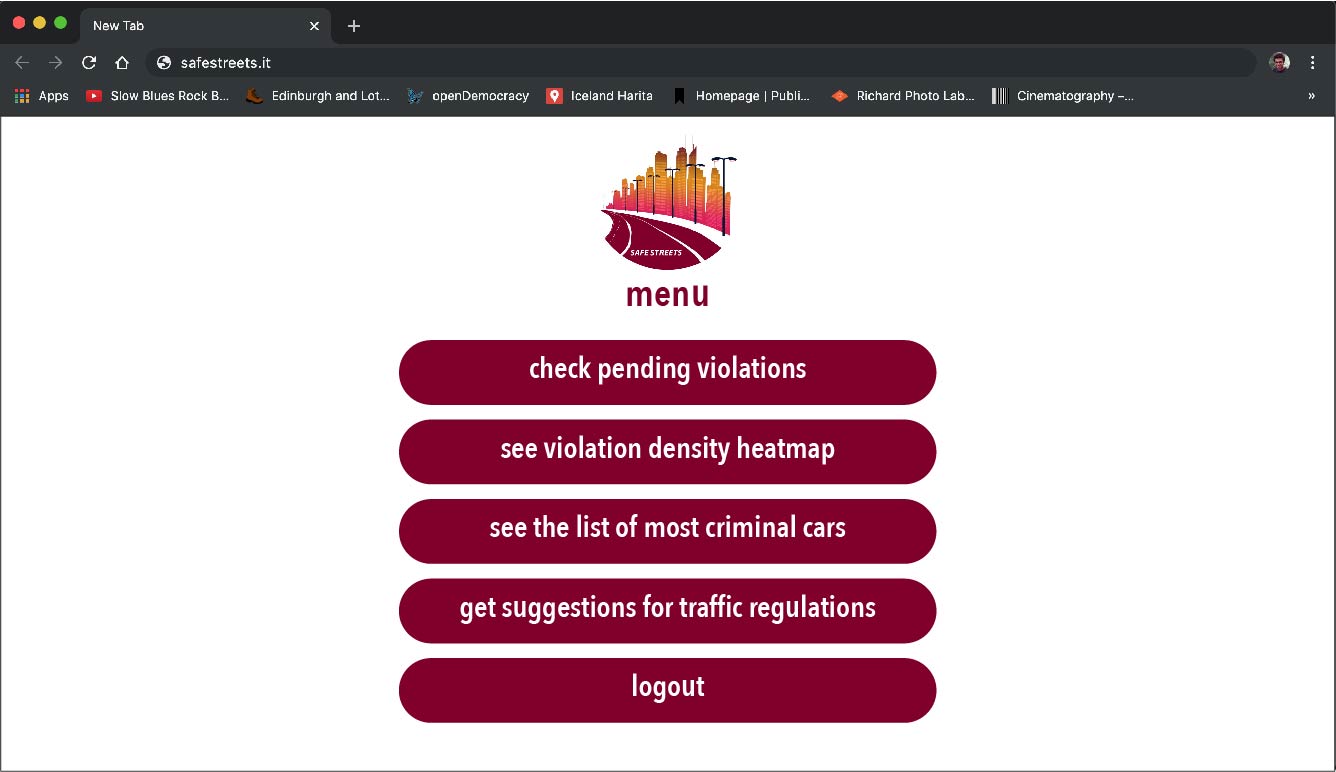 New Tab
safestreets.it
Apps
Slow Blues Rock B...
Edinburgh and Lot...
openDemocracy
Iceland Harita
Homepage | Publi...
Richard Photo Lab...
Cinematography –...
SAFE STREETS
menu
check pending violations
see violation density heatmap
see the list of most criminal cars
get suggestions for traffic regulations
logout